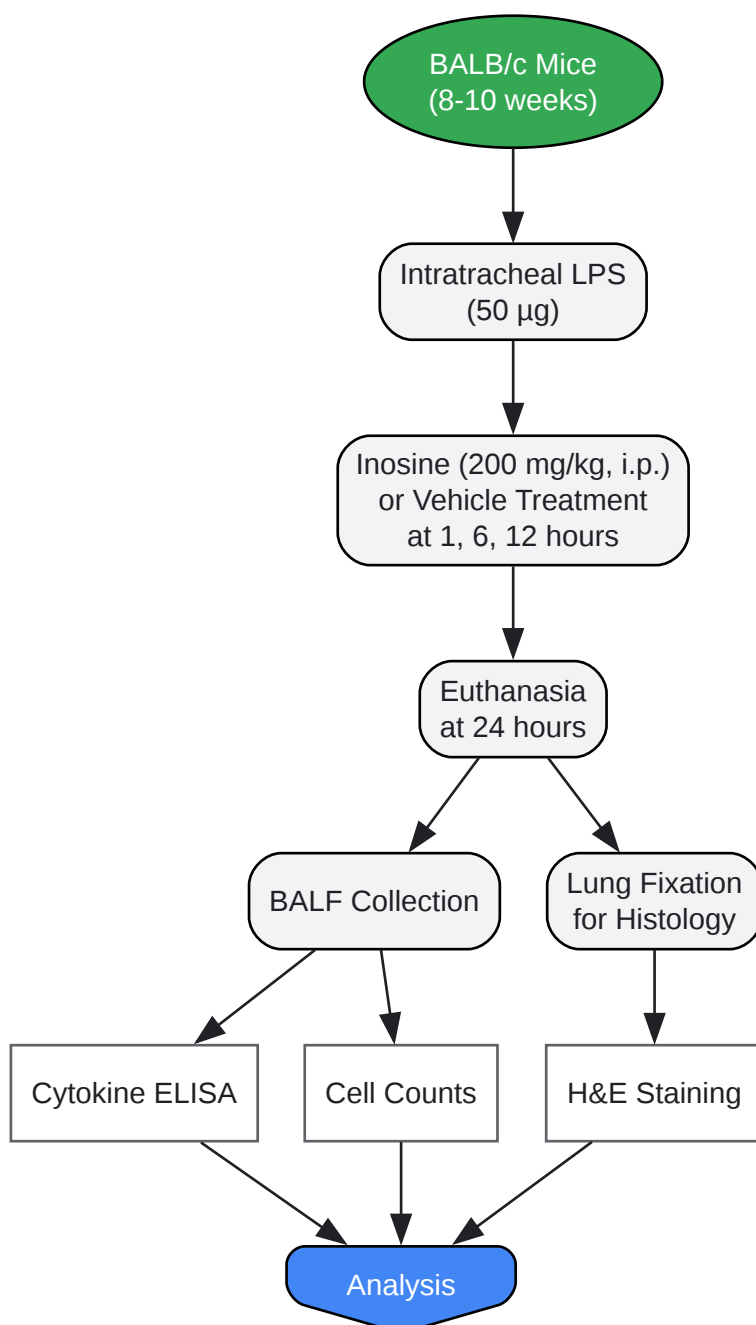 BALB/c Mice
(8-10 weeks)
Intratracheal LPS
(50 µg)
Inosine (200 mg/kg, i.p.)
or Vehicle Treatment
at 1, 6, 12 hours
Euthanasia
at 24 hours
BALF Collection
Lung Fixation
for Histology
Cytokine ELISA
Cell Counts
H&E Staining
Analysis